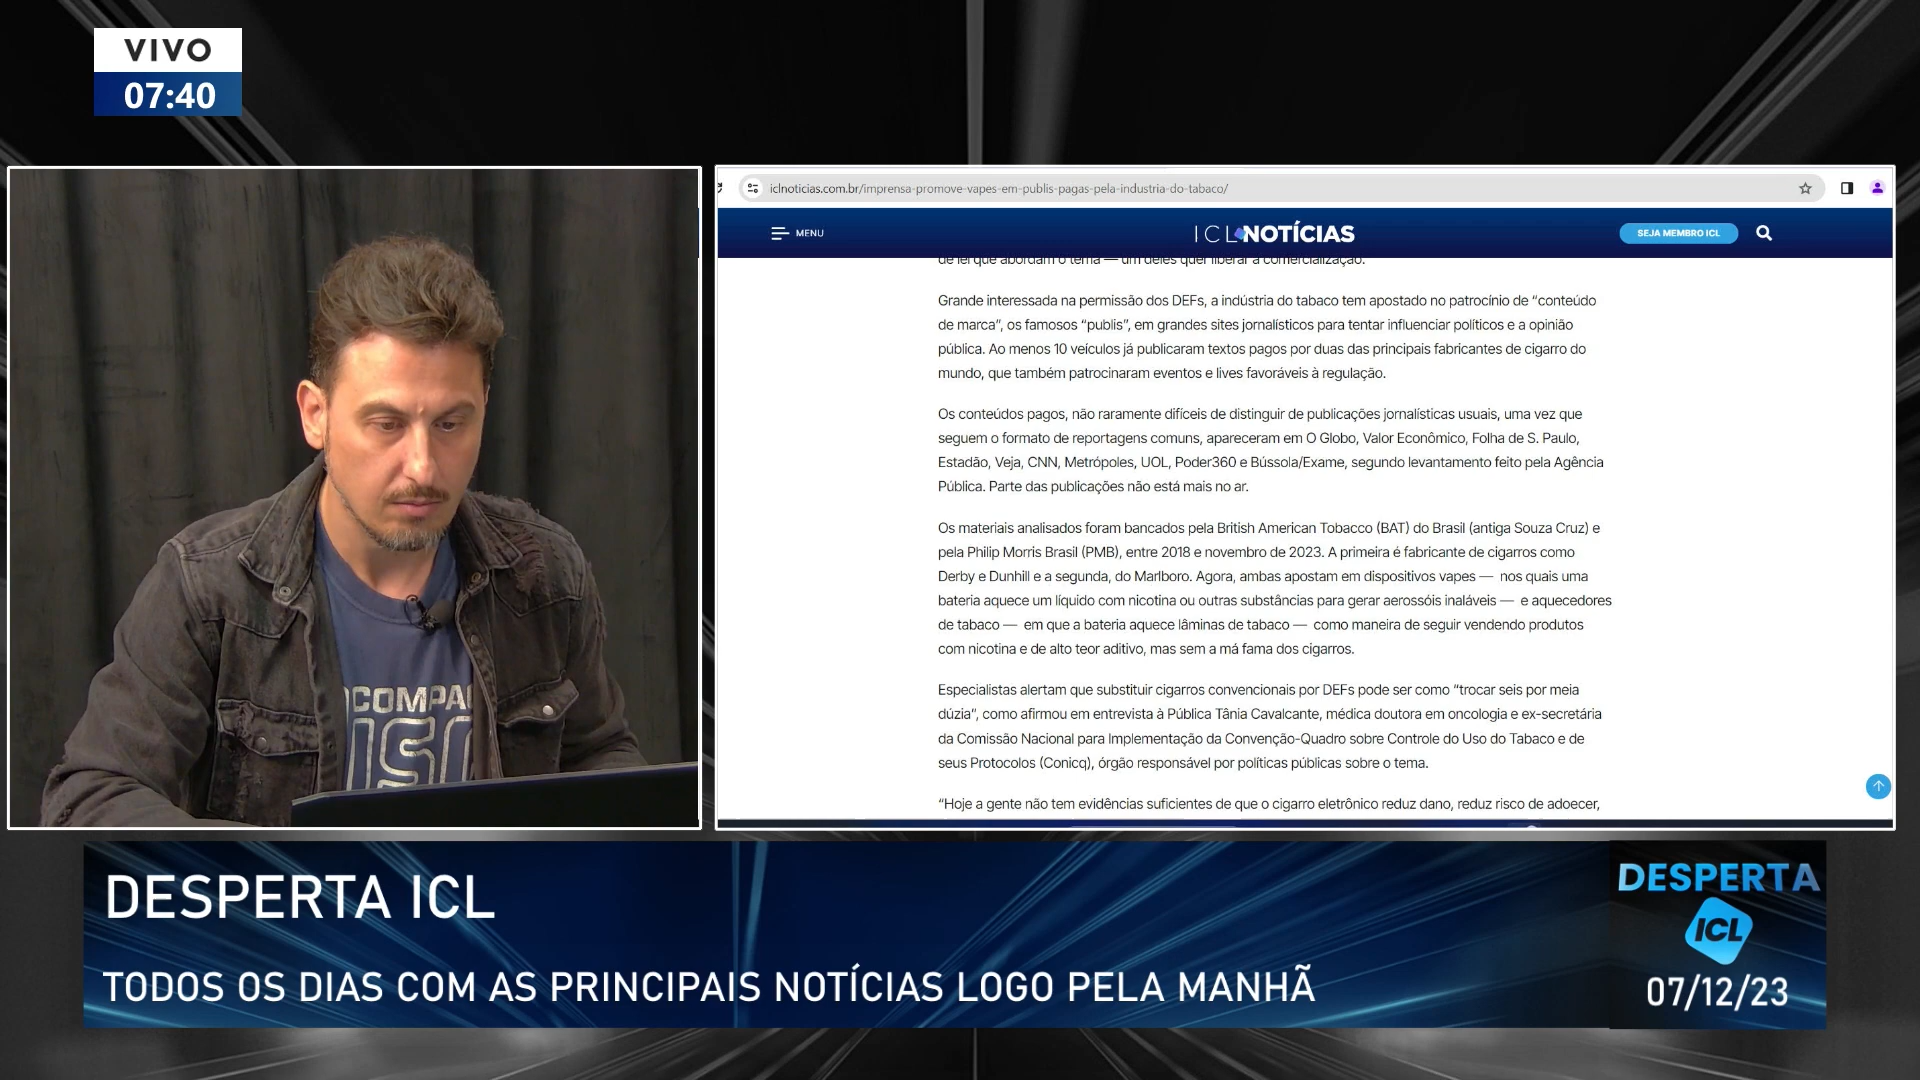 VIVO
07:40
iclnoticias.com.br/imprensa-promove-vapes-em-publis-pagas-pela-industria-do-tabaco/
MENU
ICL NOTÍCIAS
SEJA MEMBRO ICL
de lei que abordam o tema — um deles quer liberar a comercialização.
Grande interessada na permissão dos DEFs, a indústria do tabaco tem apostado no patrocínio de “conteúdo
de marca”, os famosos “publis”, em grandes sites jornalísticos para tentar influenciar políticos e a opinião
pública. Ao menos 10 veículos já publicaram textos pagos por duas das principais fabricantes de cigarro do
mundo, que também patrocinaram eventos e lives favoráveis à regulação.
Os conteúdos pagos, não raramente difíceis de distinguir de publicações jornalísticas usuais, uma vez que
seguem o formato de reportagens comuns, apareceram em O Globo, Valor Econômico, Folha de S. Paulo,
Estadão, Veja, CNN, Metrópoles, UOL, Poder360 e Bússola/Exame, segundo levantamento feito pela Agência
Pública. Parte das publicações não está mais no ar.
Os materiais analisados foram bancados pela British American Tobacco (BAT) do Brasil (antiga Souza Cruz) e
pela Philip Morris Brasil (PMB), entre 2018 e novembro de 2023. A primeira é fabricante de cigarros como
Derby e Dunhill e a segunda, do Marlboro. Agora, ambas apostam em dispositivos vapes — nos quais uma
bateria aquece um líquido com nicotina ou outras substâncias para gerar aerossóis inaláveis — e aquecedores
de tabaco — em que a bateria aquece lâminas de tabaco — como maneira de seguir vendendo produtos
com nicotina e de alto teor aditivo, mas sem a má fama dos cigarros.
Especialistas alertam que substituir cigarros convencionais por DEFs pode ser como “trocar seis por meia
dúzia”, como afirmou em entrevista à Pública Tânia Cavalcante, médica doutora em oncologia e ex-secretária
da Comissão Nacional para Implementação da Convenção-Quadro sobre Controle do Uso do Tabaco e de
seus Protocolos (Conicq), órgão responsável por políticas públicas sobre o tema.
“Hoje a gente não tem evidências suficientes de que o cigarro eletrônico reduz dano, reduz risco de adoecer,
COMPA
DESPERTA ICL
TODOS OS DIAS COM AS PRINCIPAIS NOTÍCIAS LOGO PELA MANHÃ
DESPERTA
ICL
07/12/23